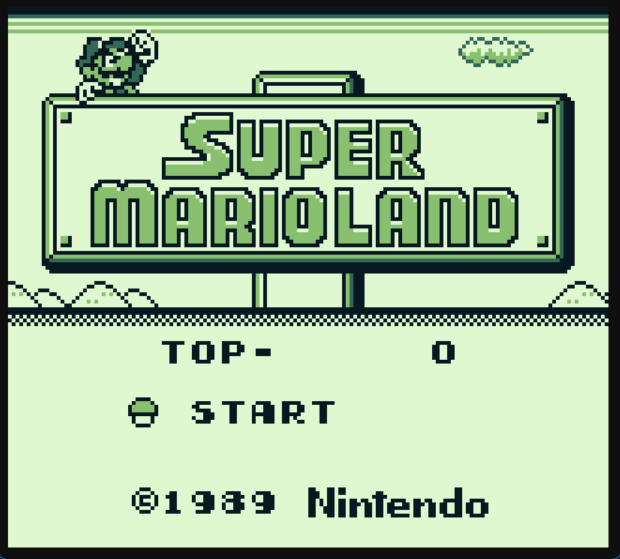 SUPER
MARIOLAND
TOP- 0
START
©1989 Nintendo